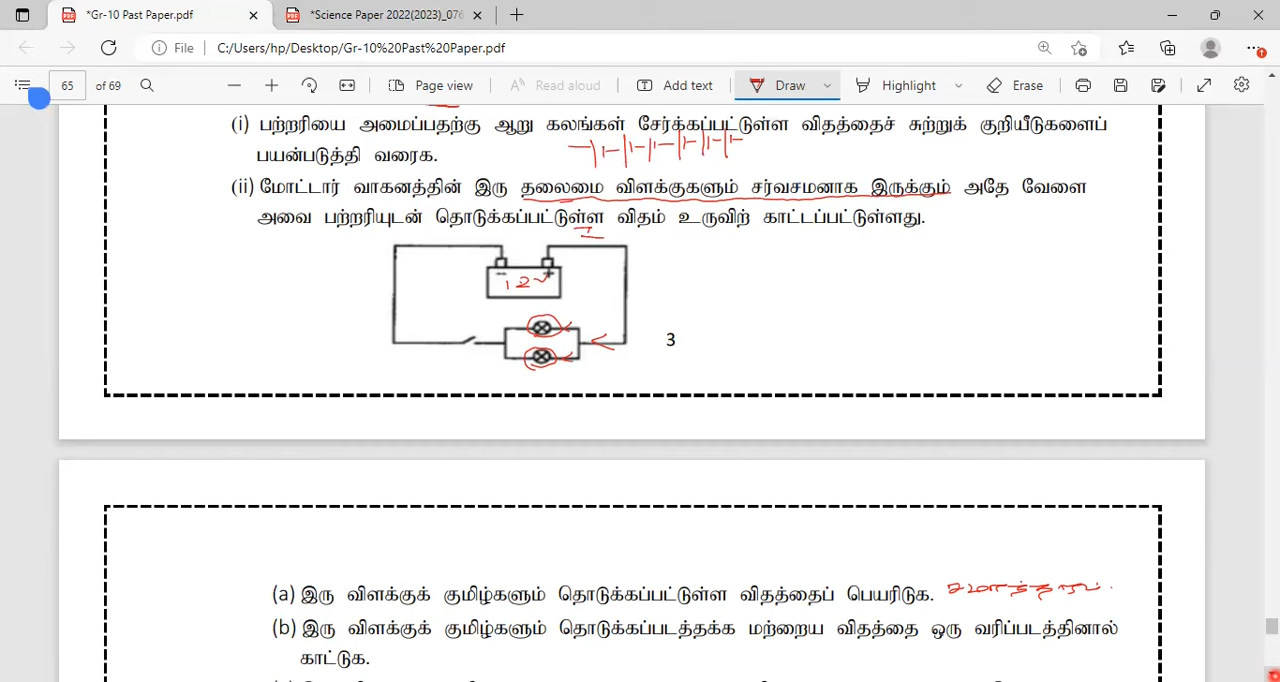 *Gr-10 Past Paper.pdf
*Science Paper 2022(2023)_076
File
C:/Users/hp/Desktop/Gr-10%20Past%20Paper.pdf
65 of 69
Page view
Read aloud
Add text
Draw
Highlight
Erase
(i) பற்றரியை அமைப்பதற்கு ஆறு கலங்கள் சேர்க்கப்பட்டுள்ள விதத்தைச் சுற்றுக் குறியீடுகளைப்
பயன்படுத்தி வரைக.
(ii) மோட்டார் வாகனத்தின் இரு தலைமை விளக்குகளும் சர்வசமனாக இருக்கும் அதே வேளை
அவை பற்றரியுடன் தொடுக்கப்பட்டுள்ள விதம் உருவிற் காட்டப்பட்டுள்ளது.
− +
12v
3
(a) இரு விளக்குக் குமிழ்களும் தொடுக்கப்பட்டுள்ள விதத்தைப் பெயரிடுக.
(b) இரு விளக்குக் குமிழ்களும் தொடுக்கப்படத்தக்க மற்றைய விதத்தை ஒரு வரிப்படத்தினால்
காட்டுக.